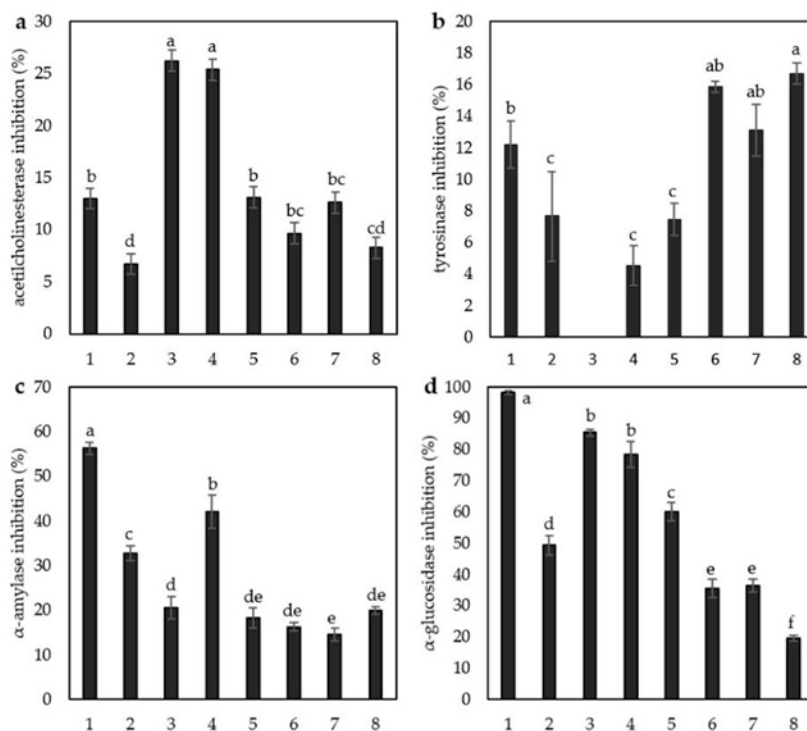 a
aceticholinesterase inhibition (%)
30
25
20
15
10
5
0
b
d
a
a
b
bc
bc
cd
1 2 3 4 5 6 7 8
b
tyrosinase inhibition (%)
20
18
16
14
12
10
8
6
4
2
0
b
c
c
c
ab
ab
a
1 2 3 4 5 6 7 8
c
α-amylase inhibition (%)
70
60
50
40
30
20
10
0
a
c
d
b
de
de
e
de
1 2 3 4 5 6 7 8
d
α-glucosidase inhibition (%)
100
90
80
70
60
50
40
30
20
10
0
a
d
b
b
c
e
e
f
1 2 3 4 5 6 7 8